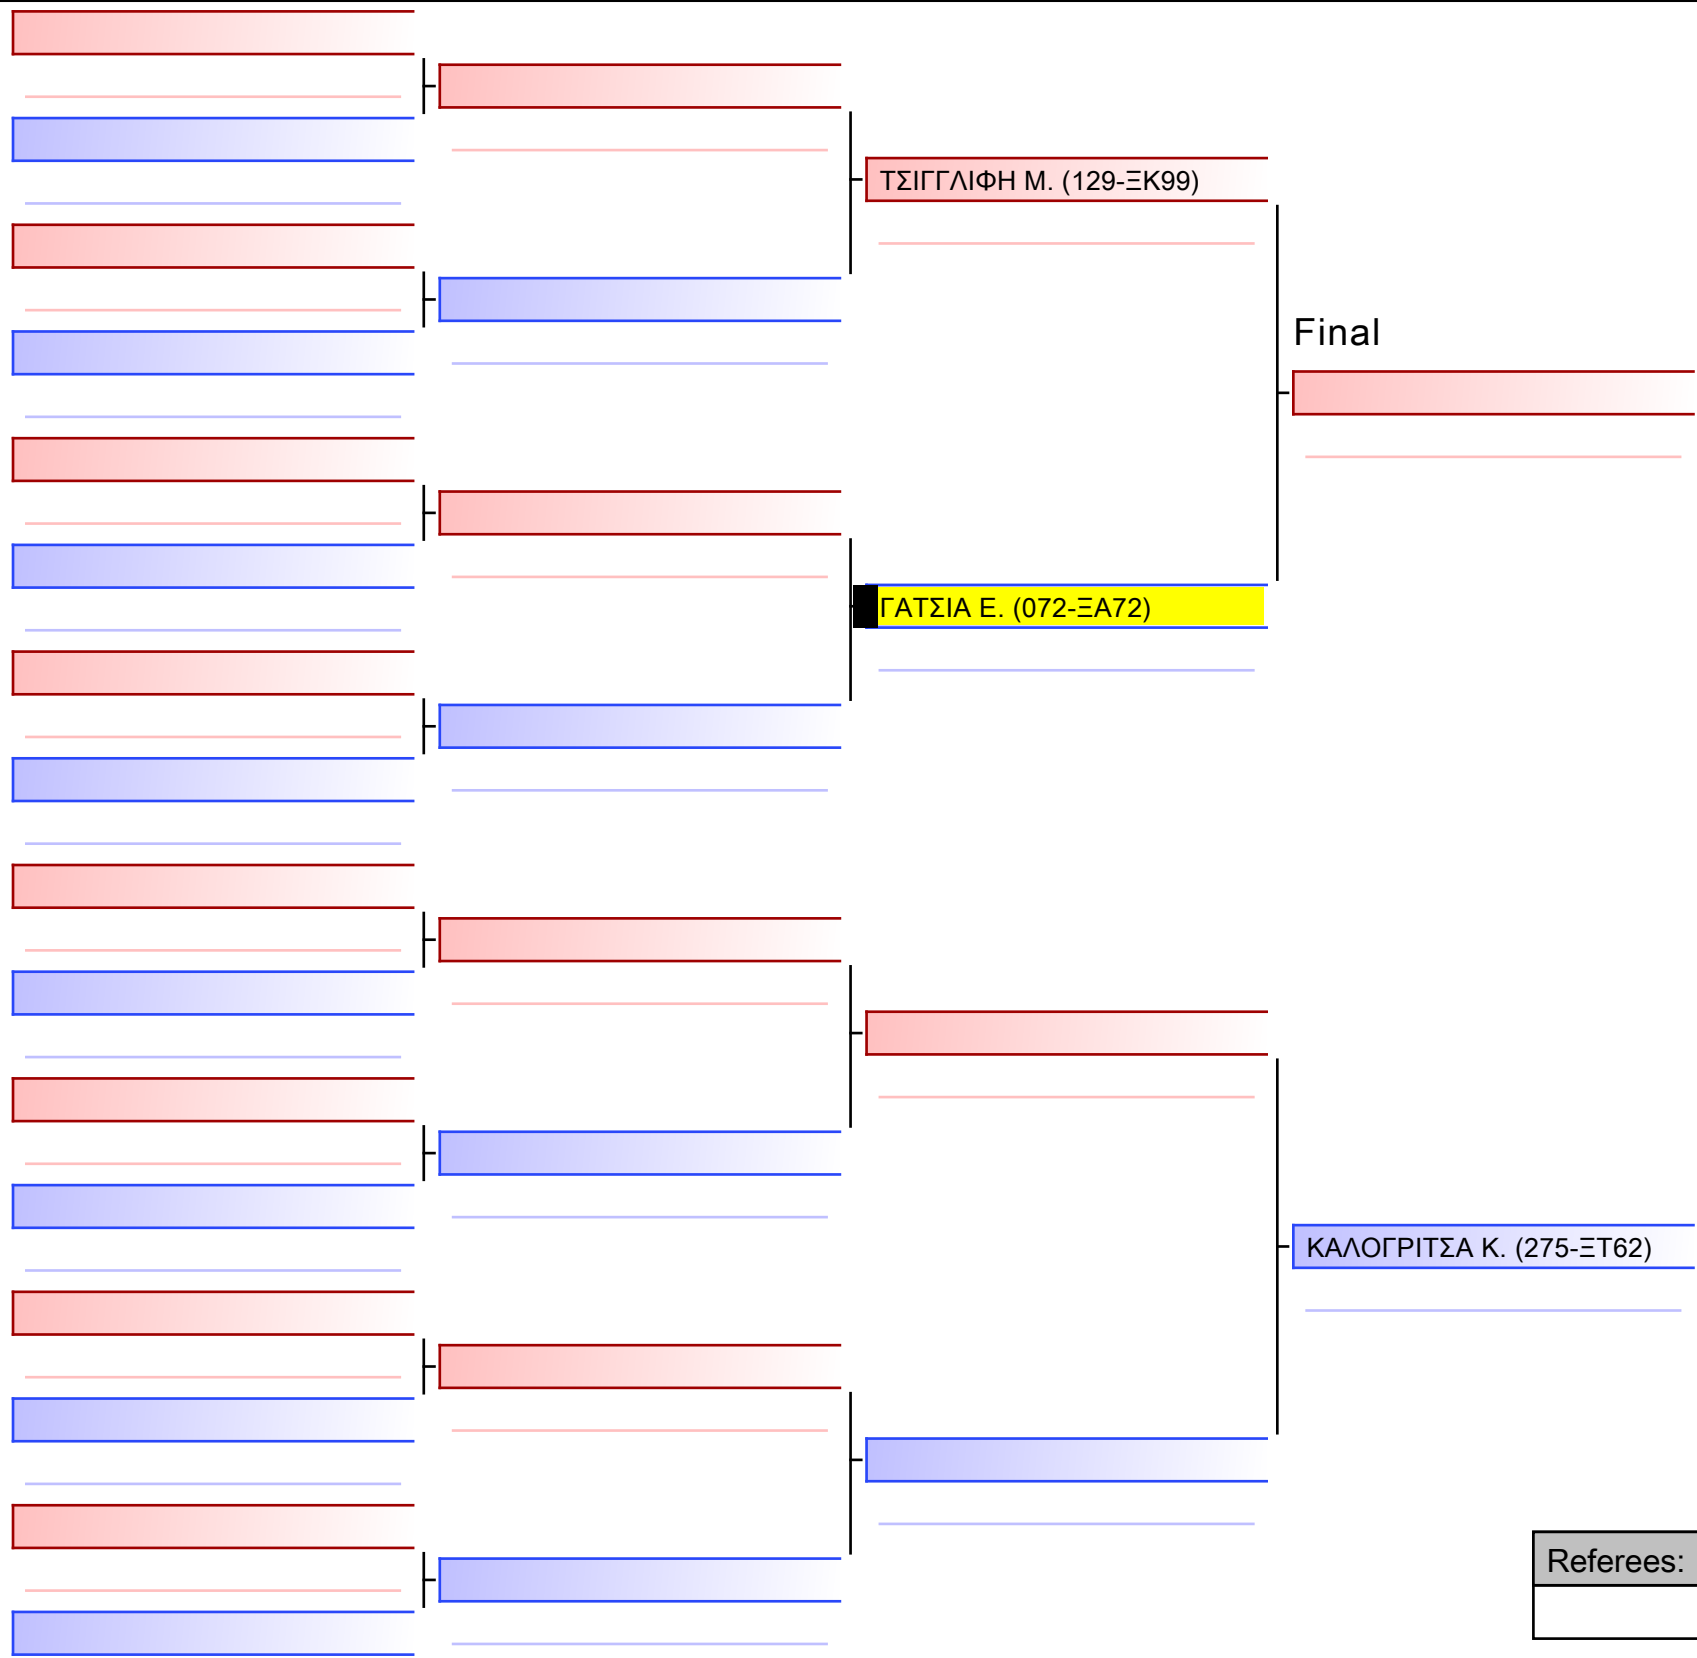 ΤΣΙΓΓΛΙΦΗ Μ. (129-ΞΚ99)
Final
ΓΑΤΣΙΑ Ε. (072-ΞΑ72)
ΚΑΛΟΓΡΙΤΣΑ Κ. (275-ΞΤ62)
Referees: